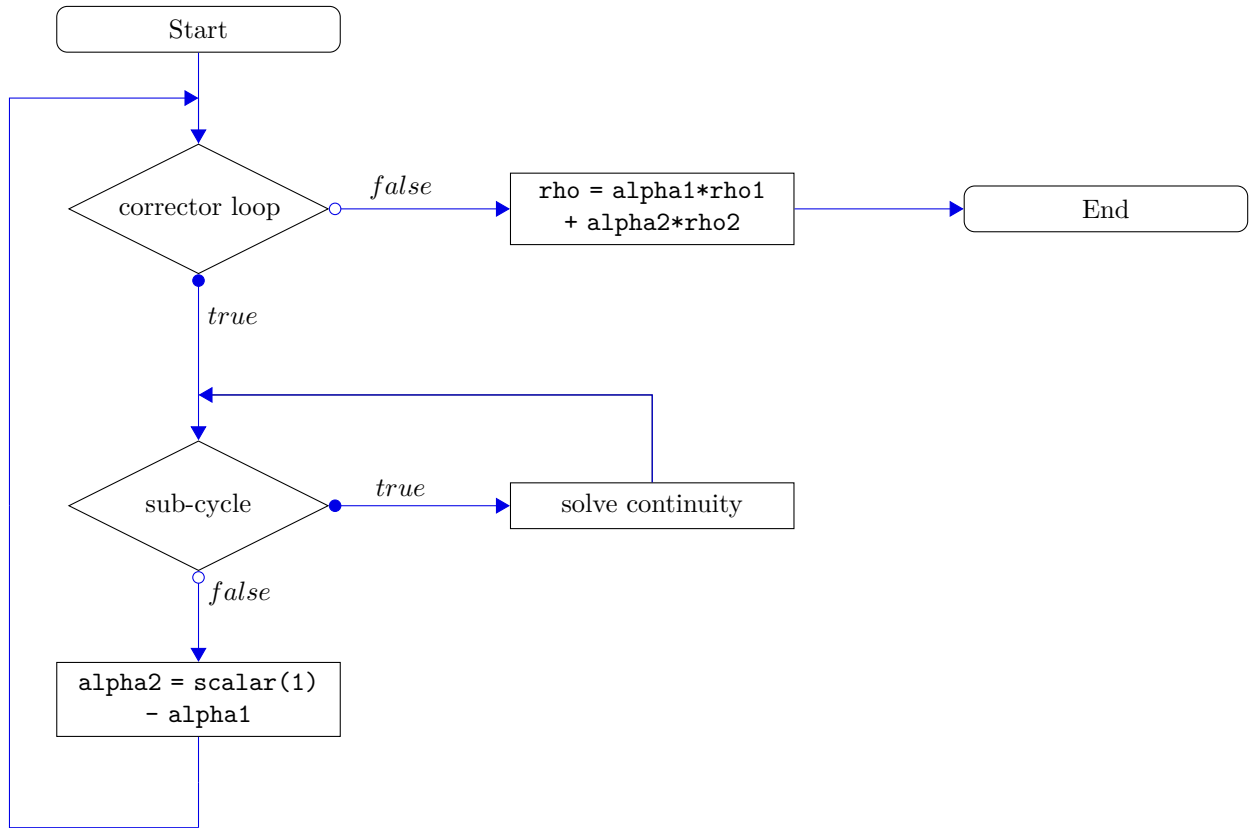 Start
corrector loop
false
rho = alpha1*rho1
+ alpha2*rho2
End
true
sub-cycle
true
solve continuity
false
alpha2 = scalar(1)
- alpha1